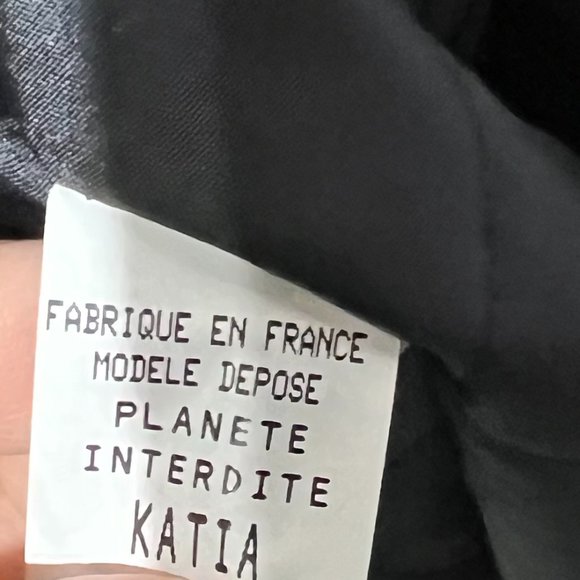 FABRIQUE EN FRANCE
MODELE DEPOSE
PLANETE
INTERDITE
KATIA